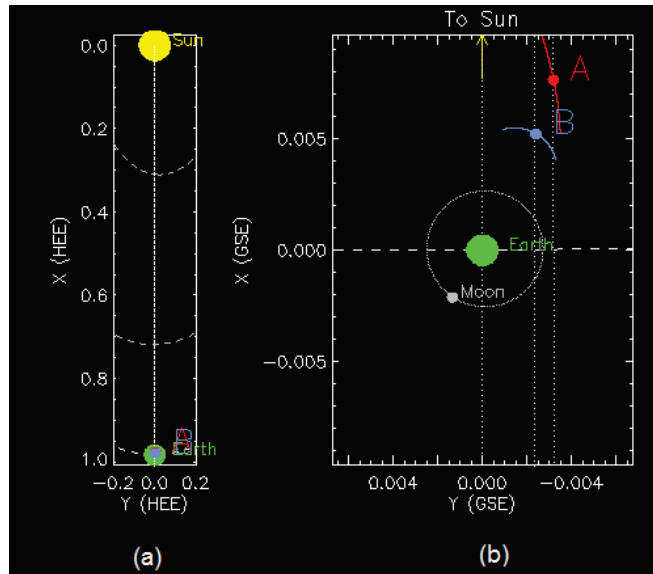 To Sun
0.0
Sun
0.2
0.4
0.6
0.8
1.0
X (HEE)
B
A
Earth
−0.2 0.0 0.2
Y (HEE)
(a)
A
B
0.005
0.000
−0.005
X (GSE)
Earth
Moon
0.004 0.000 −0.004
Y (GSE)
(b)